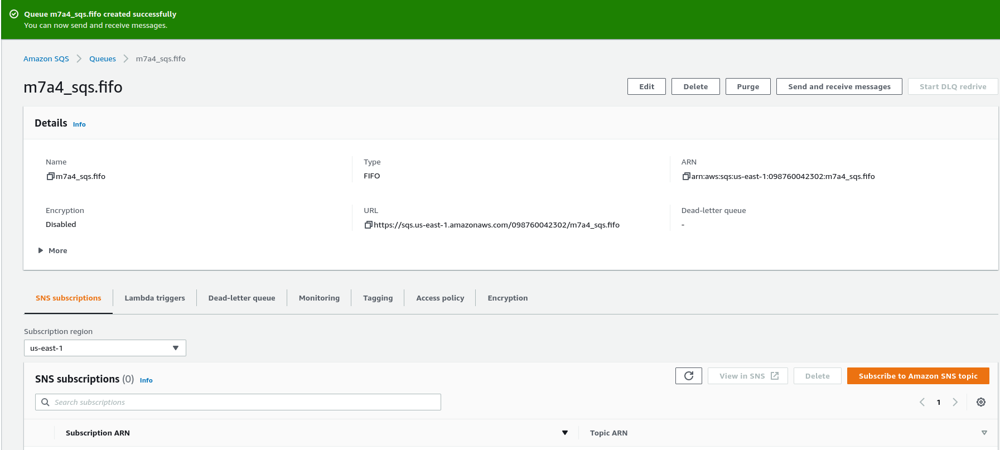 Queue m7a4_sqs.fifo created successfully
You can now send and receive messages.
Amazon SQS Queues m7a4_sqs.fifo
m7a4_sqs.fifo
Edit Delete Purge Send and receive messages Start DLQ redrive
Details Info
Name Type ARN
m7a4_sqs.fifo FIFO arn:aws:sqs:us-east-1:098760042302:m7a4_sqs.fifo
Encryption URL Dead-letter queue
Disabled https://sqs.us-east-1.amazonaws.com/098760042302/m7a4_sqs.fifo -
More
SNS subscriptions Lambda triggers Dead-letter queue Monitoring Tagging Access policy Encryption
Subscription region
us-east-1
SNS subscriptions (0) Info View in SNS Delete Subscribe to Amazon SNS topic
Search subscriptions 1
Subscription ARN Topic ARN